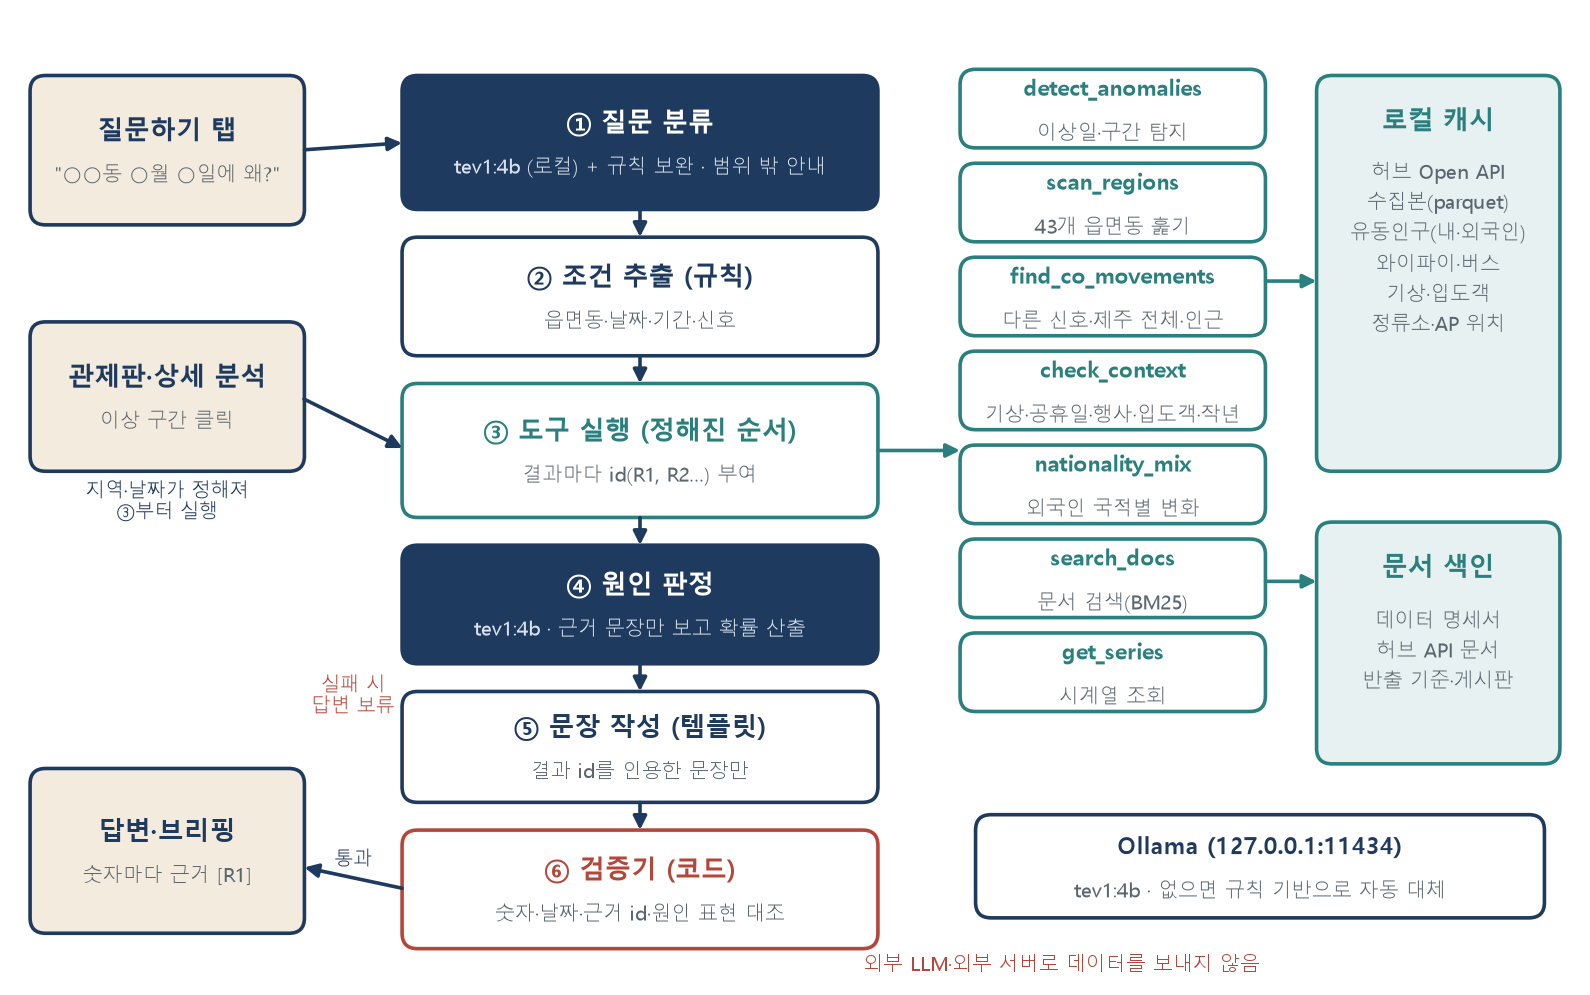 질문하기 탭
"○○동 ○월 ○일에 왜?"
관제판·상세 분석
이상 구간 클릭
지역·날짜가 정해져
③부터 실행
답변·브리핑
숫자마다 근거 [R1]
① 질문 분류
tev1:4b (로컬) + 규칙 보완 · 범위 밖 안내
② 조건 추출 (규칙)
읍면동·날짜·기간·신호
③ 도구 실행 (정해진 순서)
결과마다 id(R1, R2...) 부여
④ 원인 판정
tev1:4b · 근거 문장만 보고 확률 산출
실패 시
답변 보류
⑤ 문장 작성 (템플릿)
결과 id를 인용한 문장만
통과
⑥ 검증기 (코드)
숫자·날짜·근거 id·원인 표현 대조
detect_anomalies
이상일·구간 탐지
scan_regions
43개 읍면동 훑기
find_co_movements
다른 신호·제주 전체·인근
check_context
기상·공휴일·행사·입도객·작년
nationality_mix
외국인 국적별 변화
search_docs
문서 검색(BM25)
get_series
시계열 조회
로컬 캐시
허브 Open API
수집본(parquet)
유동인구(내·외국인)
와이파이·버스
기상·입도객
정류소·AP 위치
문서 색인
데이터 명세서
허브 API 문서
반출 기준·게시판
Ollama (127.0.0.1:11434)
tev1:4b · 없으면 규칙 기반으로 자동 대체
외부 LLM·외부 서버로 데이터를 보내지 않음